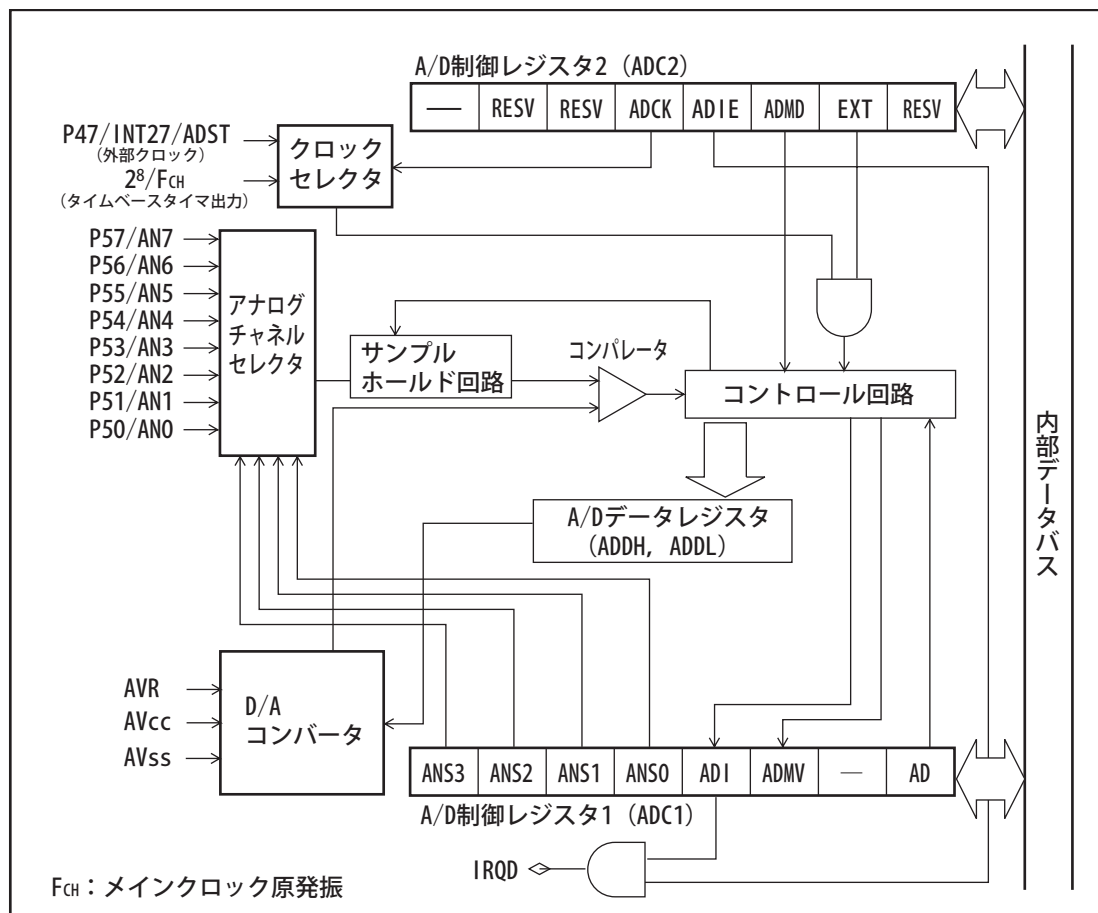 A/D制御レジスタ2（ADC2）
― RESV RESV ADCK ADIE ADMD EXT RESV
P47/INT27/ADST
（外部クロック）
2⁸/FCH
（タイムベースタイマ出力）
クロック
セレクタ
P57/AN7
P56/AN6
P55/AN5
P54/AN4
P53/AN3
P52/AN2
P51/AN1
P50/AN0
アナログ
チャネル
セレクタ
サンプル
ホールド回路
コンパレータ
コントロール回路
A/Dデータレジスタ
（ADDH, ADDL）
内部データバス
AVR
AVcc
AVss
D/A
コンバータ
ANS3 ANS2 ANS1 ANS0 ADI ADMV ― AD
A/D制御レジスタ1（ADC1）
IRQD
FCH：メインクロック原発振